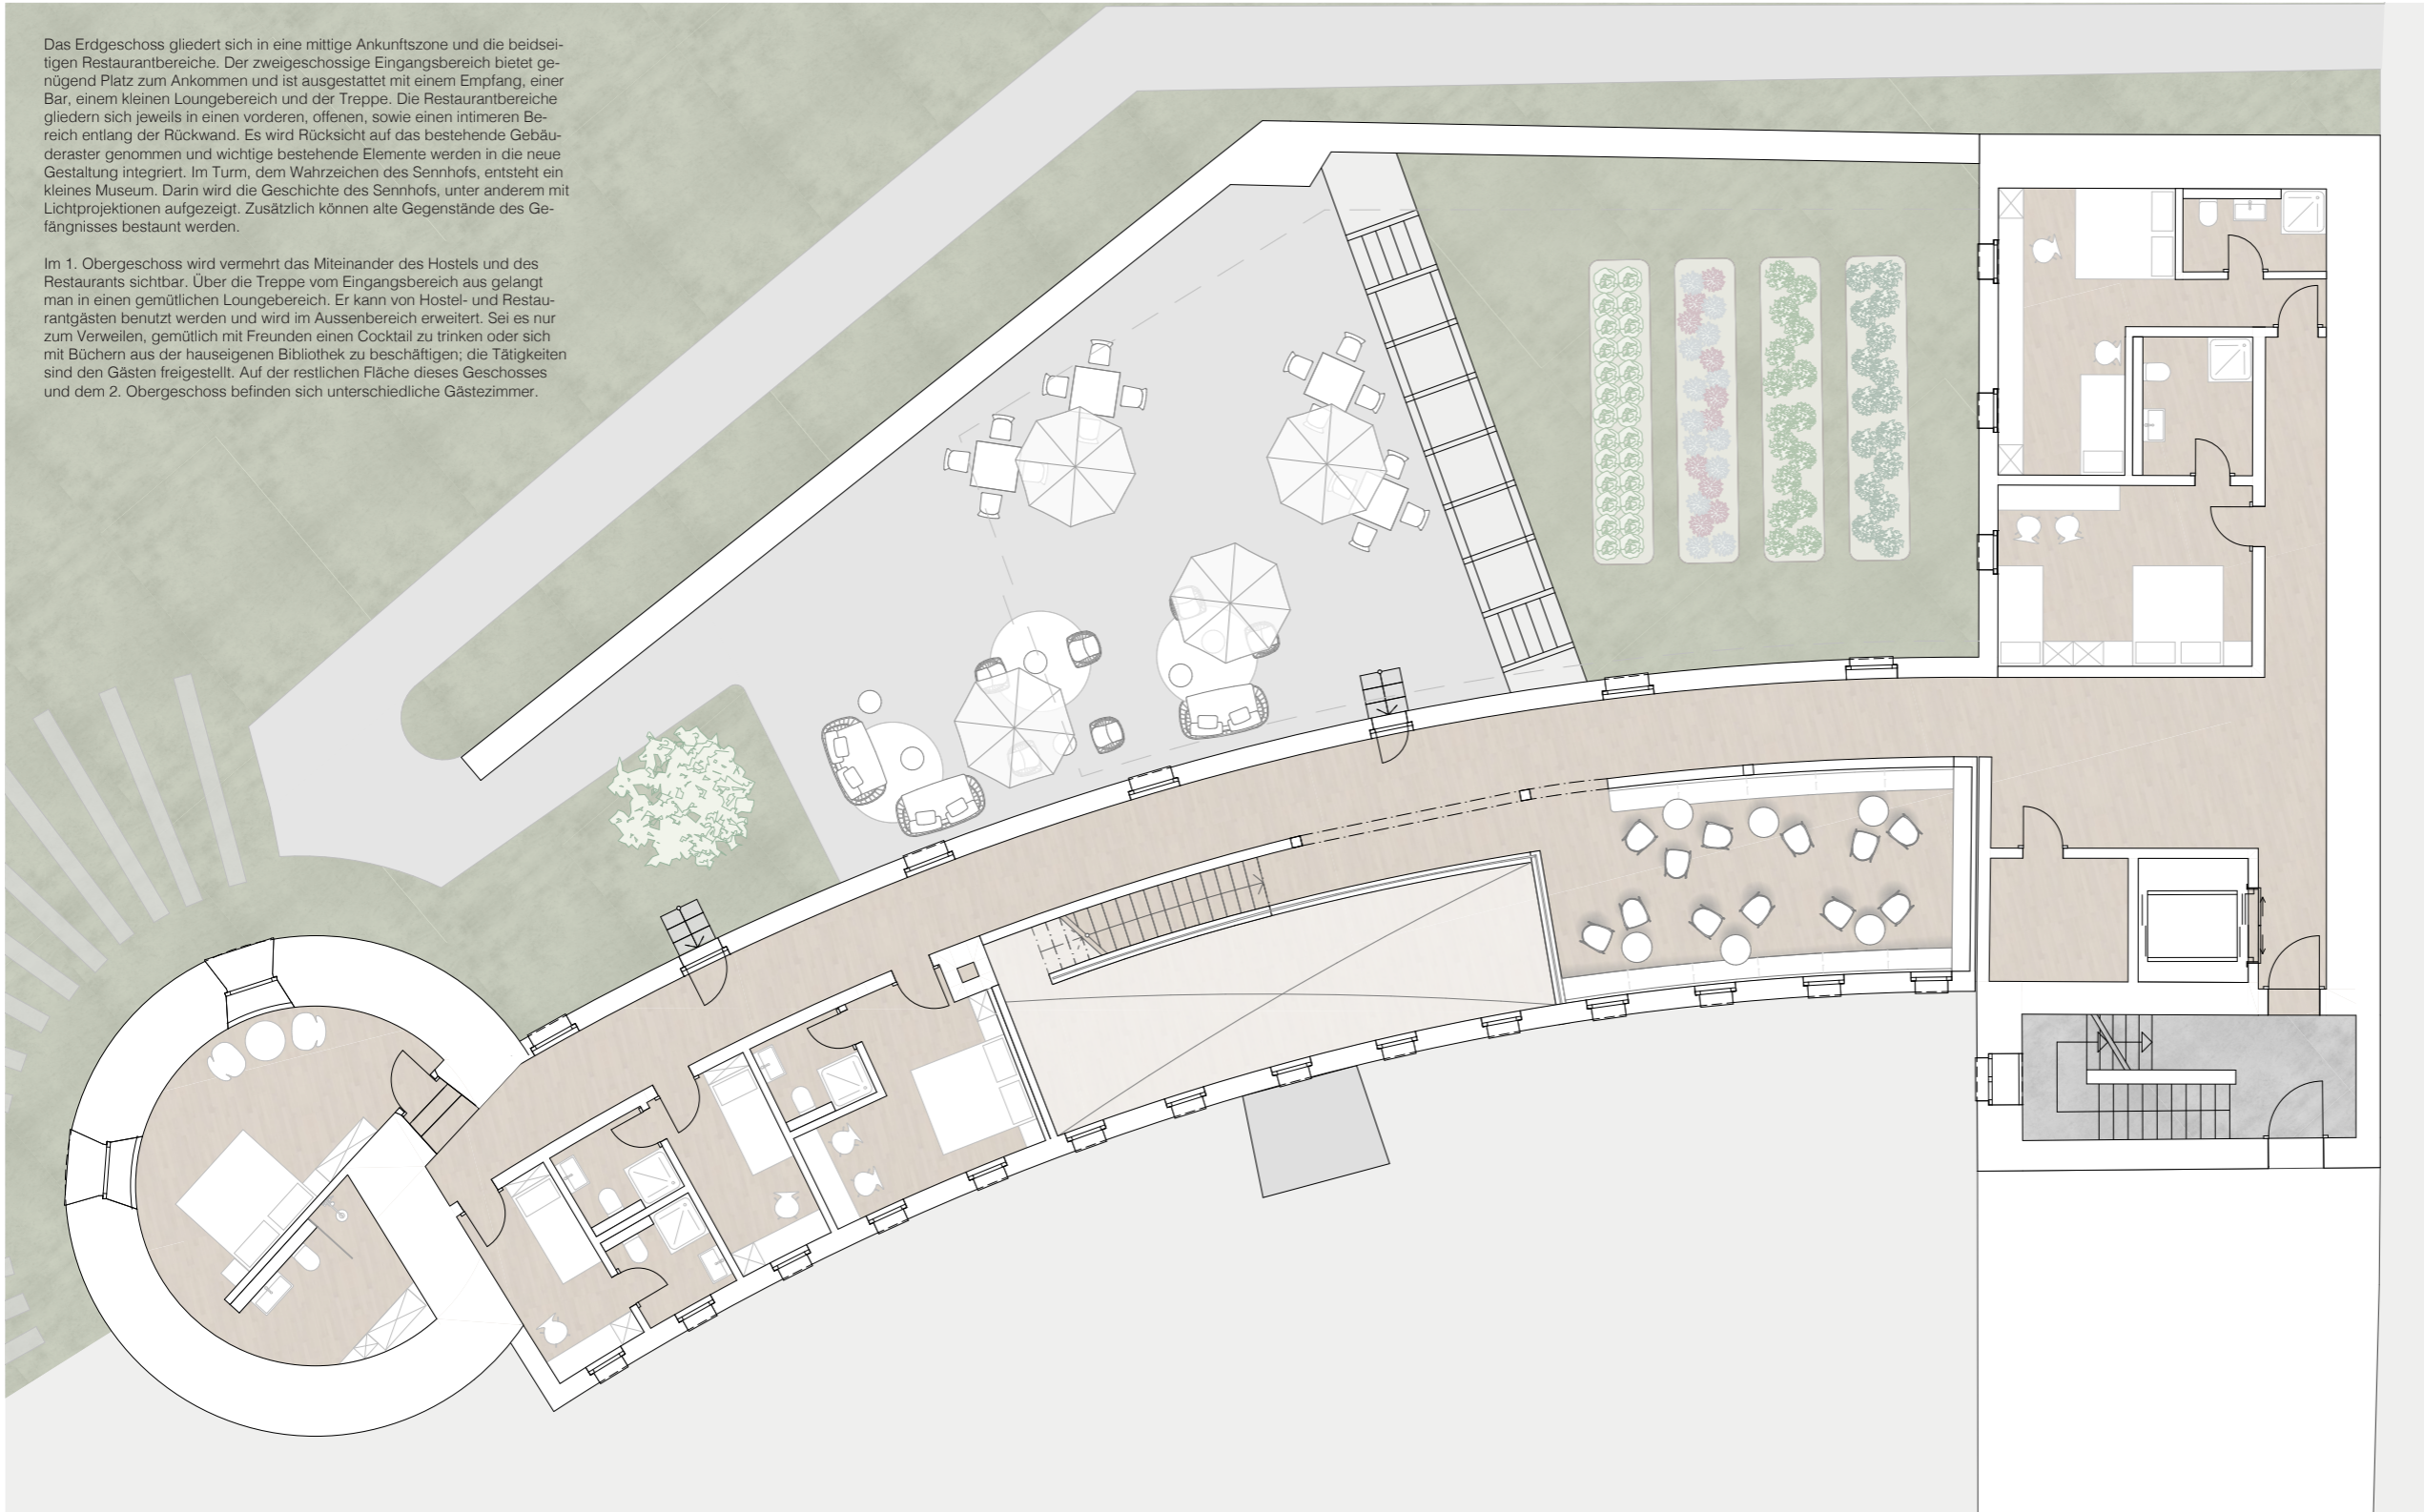 Das Erdgeschoss gliedert sich in eine mittige Ankunftszone und die beidsei-
tigen Restaurantbereiche. Der zweigeschossige Eingangsbereich bietet ge-
nügend Platz zum Ankommen und ist ausgestattet mit einem Empfang, einer
Bar, einem kleinen Loungebereich und der Treppe. Die Restaurantbereiche
gliedern sich jeweils in einen vorderen, offenen, sowie einen intimeren Be-
reich entlang der Rückwand. Es wird Rücksicht auf das bestehende Gebäu-
deraster genommen und wichtige bestehende Elemente werden in die neue
Gestaltung integriert. Im Turm, dem Wahrzeichen des Sennhofs, entsteht ein
kleines Museum. Darin wird die Geschichte des Sennhofs, unter anderem mit
Lichtprojektionen aufgezeigt. Zusätzlich können alte Gegenstände des Ge-
fängnisses bestaunt werden.
Im 1. Obergeschoss wird vermehrt das Miteinander des Hostels und des
Restaurants sichtbar. Über die Treppe vom Eingangsbereich aus gelangt
man in einen gemütlichen Loungebereich. Er kann von Hostel- und Restau-
rantgästen benutzt werden und wird im Aussenbereich erweitert. Sei es nur
zum Verweilen, gemütlich mit Freunden einen Cocktail zu trinken oder sich
mit Büchern aus der hauseigenen Bibliothek zu beschäftigen; die Tätigkeiten
sind den Gästen freigestellt. Auf der restlichen Fläche dieses Geschosses
und dem 2. Obergeschoss befinden sich unterschiedliche Gästezimmer.